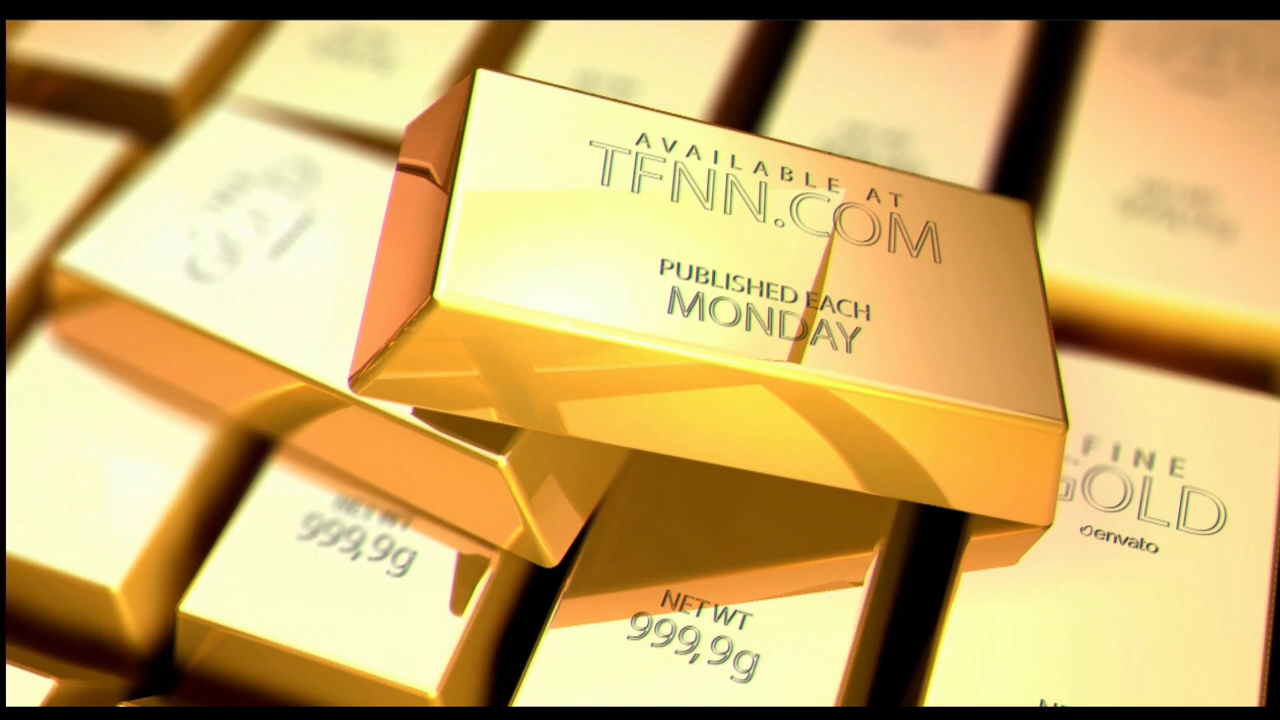 AVAILABLE AT
TFNN.COM
PUBLISHED EACH
MONDAY
FINE
GOLD
envato
NET WT
999,9g
NET WT
999,9g